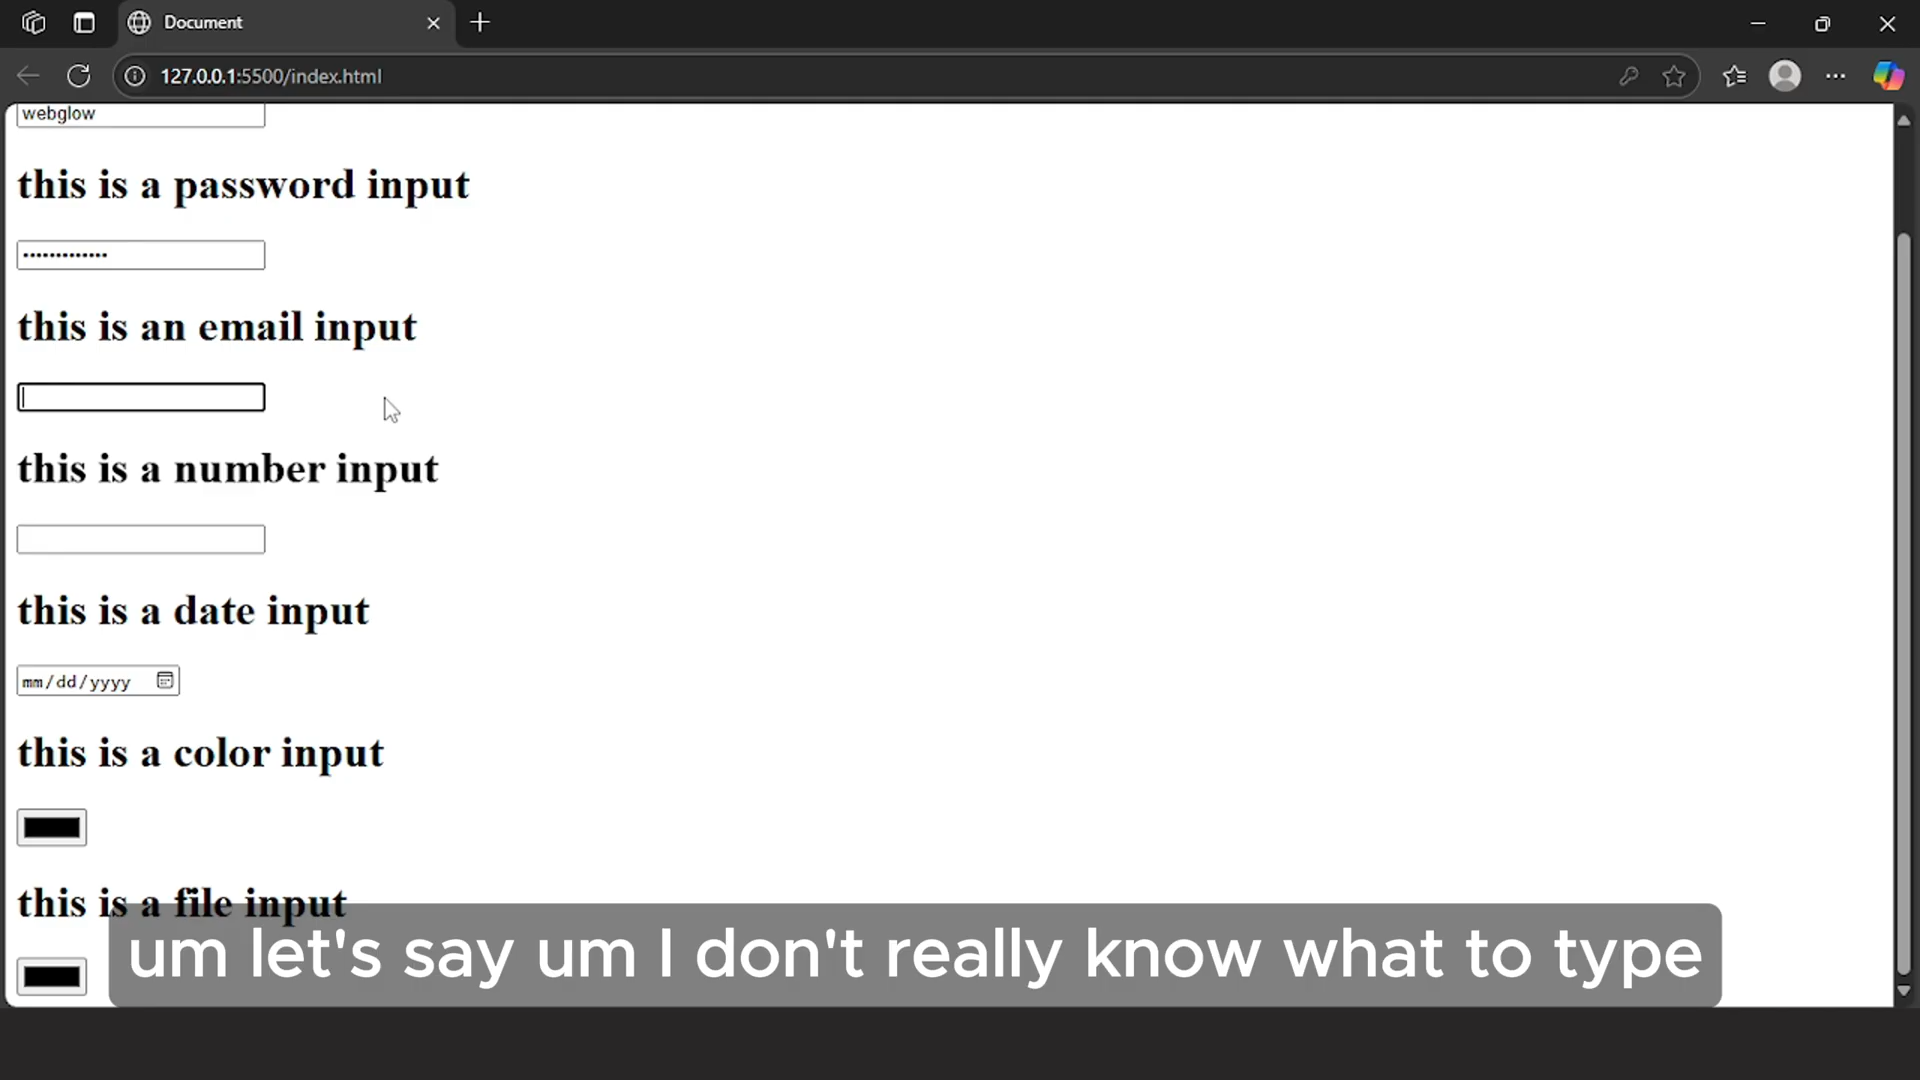 Document
127.0.0.1:5500/index.html
webglow
this is a password input
this is an email input
this is a number input
this is a date input
mm/dd/yyyy
this is a color input
this is a file input
um let's say um I don't really know what to type